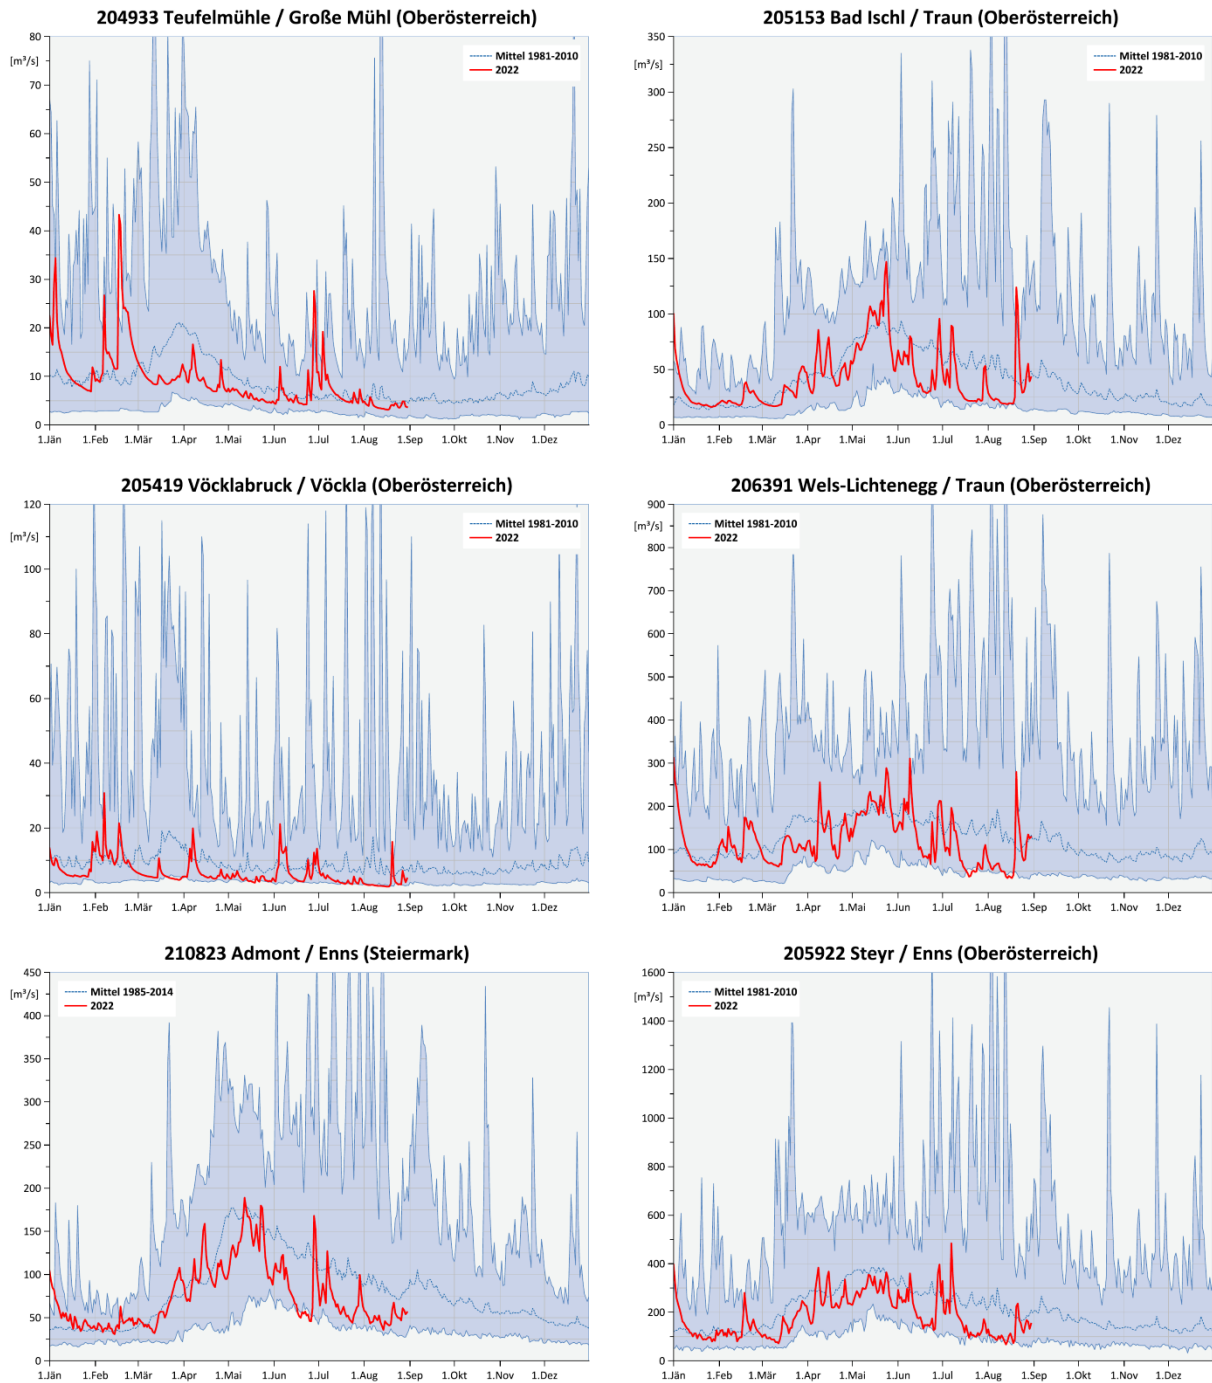 204933 Teufelmühle / Große Mühl (Oberösterreich)
80
[m³/s]
70
60
50
40
30
20
10
0
Mittel 1981-2010
2022
1.Jän 1.Feb 1.Mär 1.Apr 1.Mai 1.Jun 1.Jul 1.Aug 1.Sep 1.Okt 1.Nov 1.Dez
205153 Bad Ischl / Traun (Oberösterreich)
350
[m³/s]
300
250
200
150
100
50
0
Mittel 1981-2010
2022
1.Jän 1.Feb 1.Mär 1.Apr 1.Mai 1.Jun 1.Jul 1.Aug 1.Sep 1.Okt 1.Nov 1.Dez
205419 Vöcklabruck / Vöckla (Oberösterreich)
120
[m³/s]
100
80
60
40
20
0
Mittel 1981-2010
2022
1.Jän 1.Feb 1.Mär 1.Apr 1.Mai 1.Jun 1.Jul 1.Aug 1.Sep 1.Okt 1.Nov 1.Dez
206391 Wels-Lichtenegg / Traun (Oberösterreich)
900
[m³/s]
800
700
600
500
400
300
200
100
0
Mittel 1981-2010
2022
1.Jän 1.Feb 1.Mär 1.Apr 1.Mai 1.Jun 1.Jul 1.Aug 1.Sep 1.Okt 1.Nov 1.Dez
210823 Admont / Enns (Steiermark)
450
[m³/s]
400
350
300
250
200
150
100
50
0
Mittel 1985-2014
2022
1.Jän 1.Feb 1.Mär 1.Apr 1.Mai 1.Jun 1.Jul 1.Aug 1.Sep 1.Okt 1.Nov 1.Dez
205922 Steyr / Enns (Oberösterreich)
1600
[m³/s]
1400
1200
1000
800
600
400
200
0
Mittel 1981-2010
2022
1.Jän 1.Feb 1.Mär 1.Apr 1.Mai 1.Jun 1.Jul 1.Aug 1.Sep 1.Okt 1.Nov 1.Dez